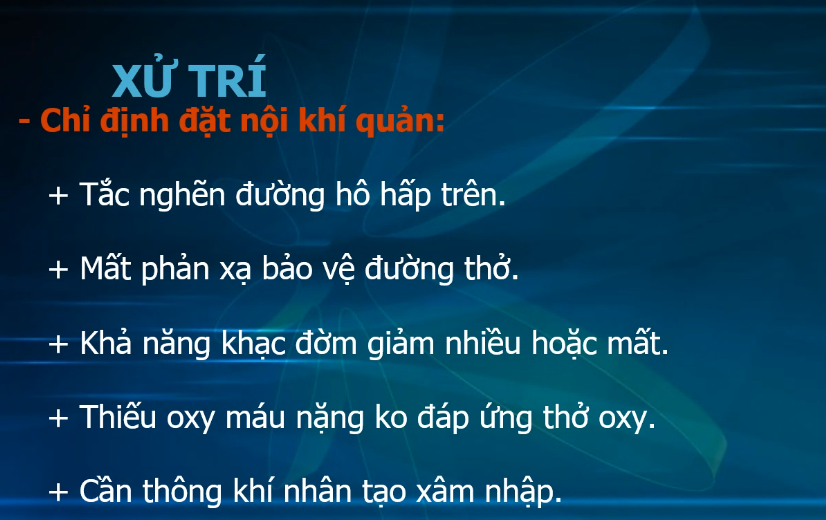 XỬ TRÍ
- Chỉ định đặt nội khí quản:
+ Tắc nghẽn đường hô hấp trên.
+ Mất phản xạ bảo vệ đường thở.
+ Khả năng khạc đờm giảm nhiều hoặc mất.
+ Thiếu oxy máu nặng ko đáp ứng thở oxy.
+ Cần thông khí nhân tạo xâm nhập.